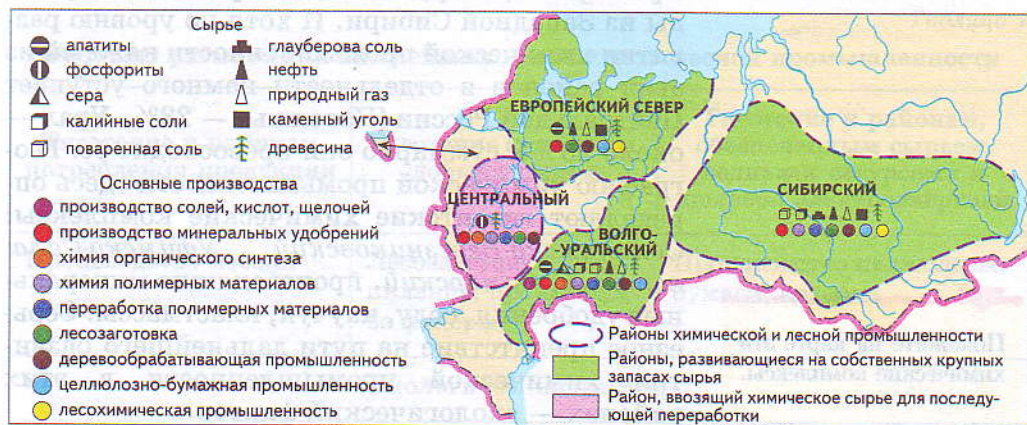 Сырье
апатиты
фосфориты
сера
калийные соли
поваренная соль
глауберова соль
нефть
природный газ
каменный уголь
древесина
Основные производства
производство солей, кислот, щелочей
производство минеральных удобрений
химия органического синтеза
химия полимерных материалов
переработка полимерных материалов
лесозаготовка
деревообрабатывающая промышленность
целлюлозно-бумажная промышленность
лесохимическая промышленность
ЕВРОПЕЙСКИЙ СЕВЕР
ЦЕНТРАЛЬНЫЙ
ВОЛГО-
-УРАЛЬСКИЙ
СИБИРСКИЙ
Районы химической и лесной промышленности
Районы, развивающиеся на собственных крупных
запасах сырья
Район, ввозящий химическое сырье для последу-
ющей переработки